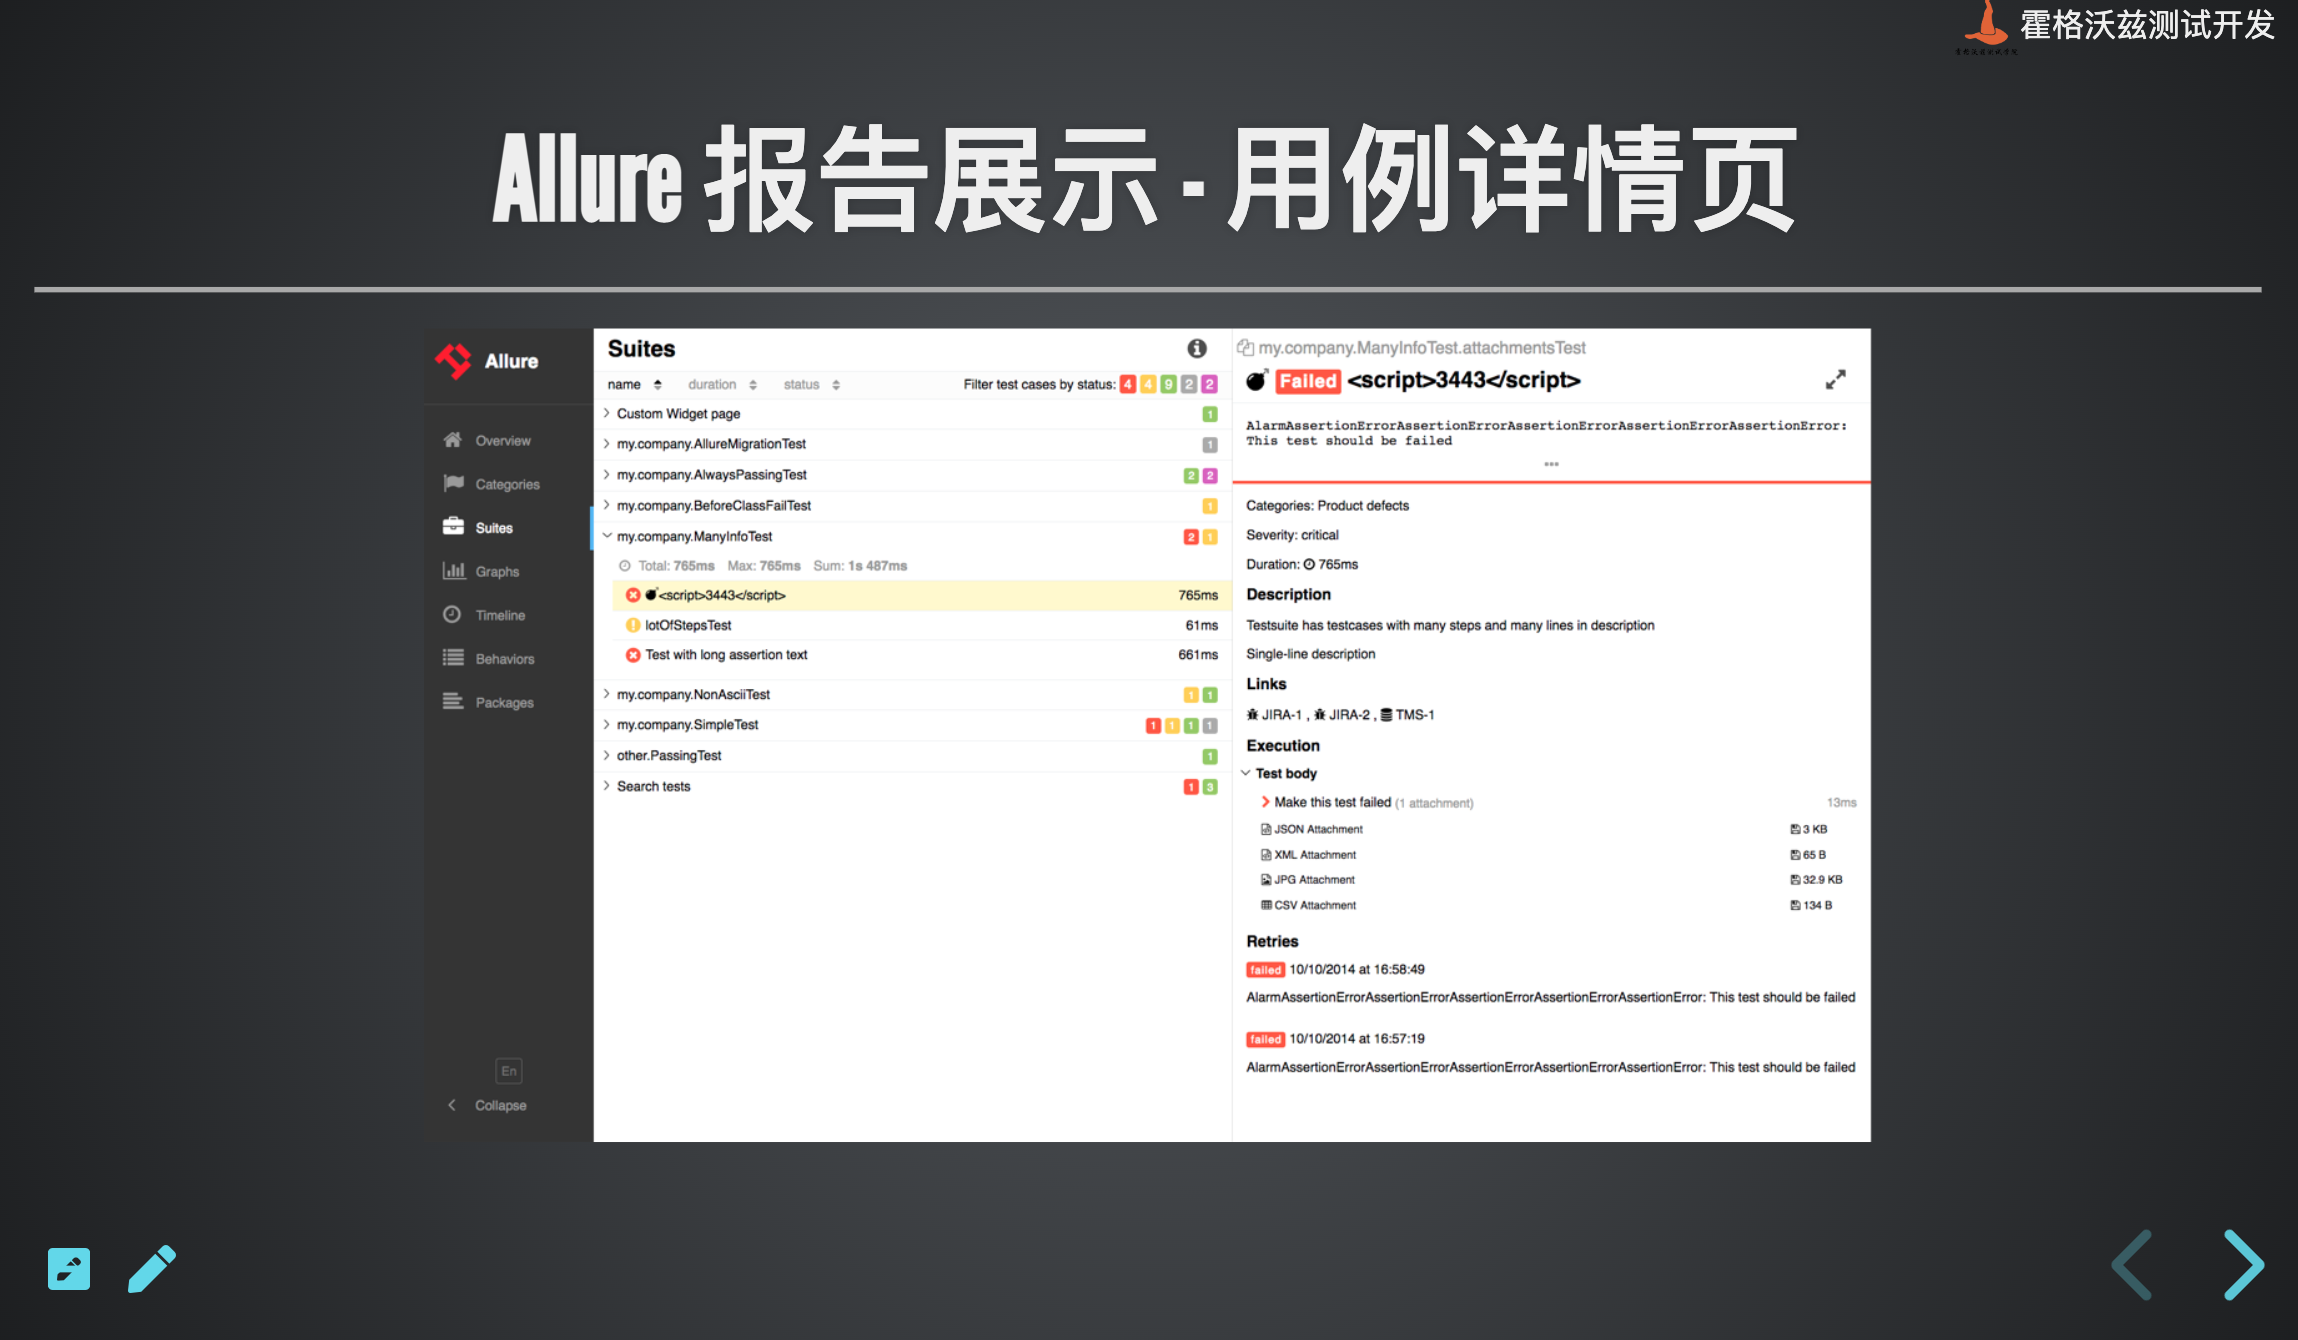 霍格沃兹测试开发
Allure 报告展示 - 用例详情页
Allure
Overview
Categories
Suites
Graphs
Timeline
Behaviors
Packages
En
Collapse
Suites
name duration status Filter test cases by status: 4 4 9 2 2
Custom Widget page 1
my.company.AllureMigrationTest 1
my.company.AlwaysPassingTest 2 2
my.company.BeforeClassFailTest 1
my.company.ManyInfoTest 2 1
Total: 765ms Max: 765ms Sum: 1s 487ms
<script>3443</script> 765ms
lotOfStepsTest 61ms
Test with long assertion text 661ms
my.company.NonAsciiTest 1 1
my.company.SimpleTest 1 1 1 1
other.PassingTest 1
Search tests 1 3
my.company.ManyInfoTest.attachmentsTest
Failed <script>3443</script>
AlarmAssertionErrorAssertionErrorAssertionErrorAssertionErrorAssertionError:
This test should be failed
...
Categories: Product defects
Severity: critical
Duration: 765ms
Description
Testsuite has testcases with many steps and many lines in description
Single-line description
Links
JIRA-1 , JIRA-2 , TMS-1
Execution
Test body
Make this test failed (1 attachment) 13ms
JSON Attachment 3 KB
XML Attachment 65 B
JPG Attachment 32.9 KB
CSV Attachment 134 B
Retries
failed 10/10/2014 at 16:58:49
AlarmAssertionErrorAssertionErrorAssertionErrorAssertionErrorAssertionError: This test should be failed
failed 10/10/2014 at 16:57:19
AlarmAssertionErrorAssertionErrorAssertionErrorAssertionErrorAssertionError: This test should be failed